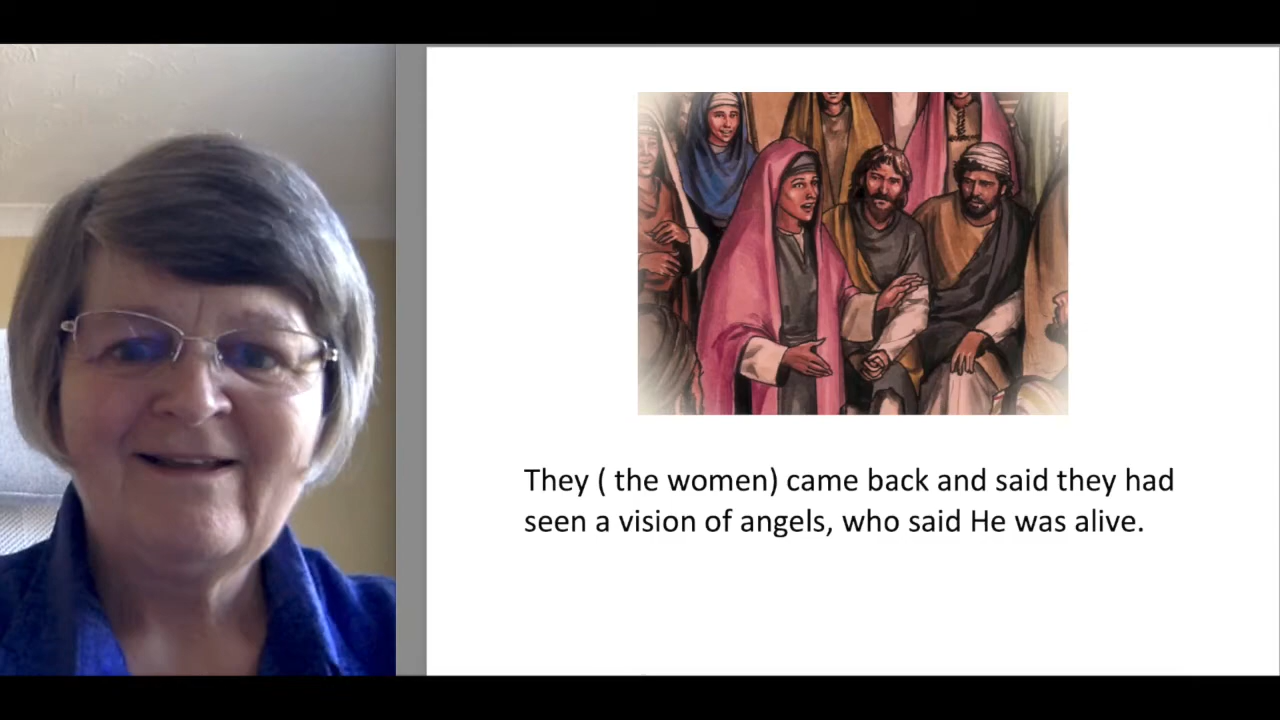 They ( the women) came back and said they had
seen a vision of angels, who said He was alive.